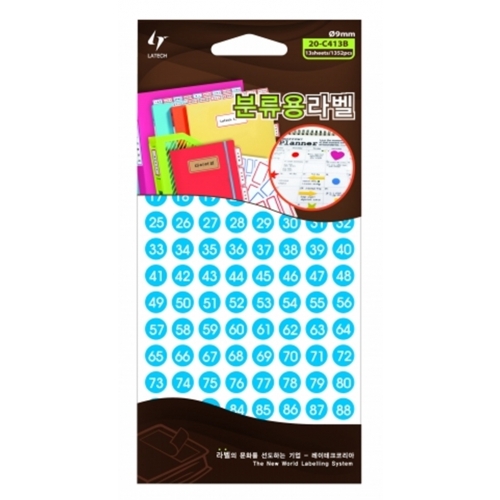 LATECH
Ø9mm
20-C413B
13sheets/1352pcs
분류용라벨
Planner
17 18 19
25 26 27 28 29 30 31 32
33 34 35 36 37 38 39 40
41 42 43 44 45 46 47 48
49 50 51 52 53 54 55 56
57 58 59 60 61 62 63 64
65 66 67 68 69 70 71 72
73 74 75 76 77 78 79 80
84 85 86 87 88
라벨의 문화를 선도하는 기업 - 레이테크코리아
The New World Labelling System